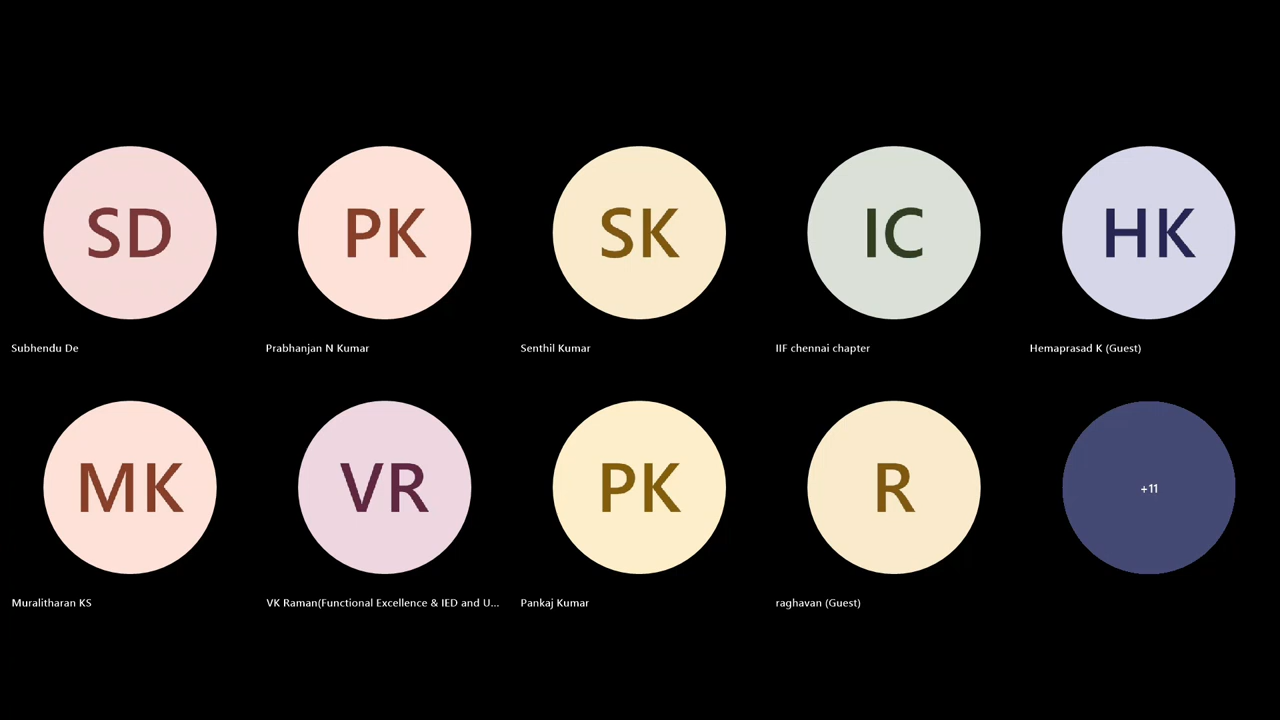 SD
PK
SK
IC
HK
Subhendu De
Prabhanjan N Kumar
Senthil Kumar
IIF chennai chapter
Hemaprasad K (Guest)
MK
VR
PK
R
+11
Muralitharan KS
VK Raman(Functional Excellence & IED and U...
Pankaj Kumar
raghavan (Guest)